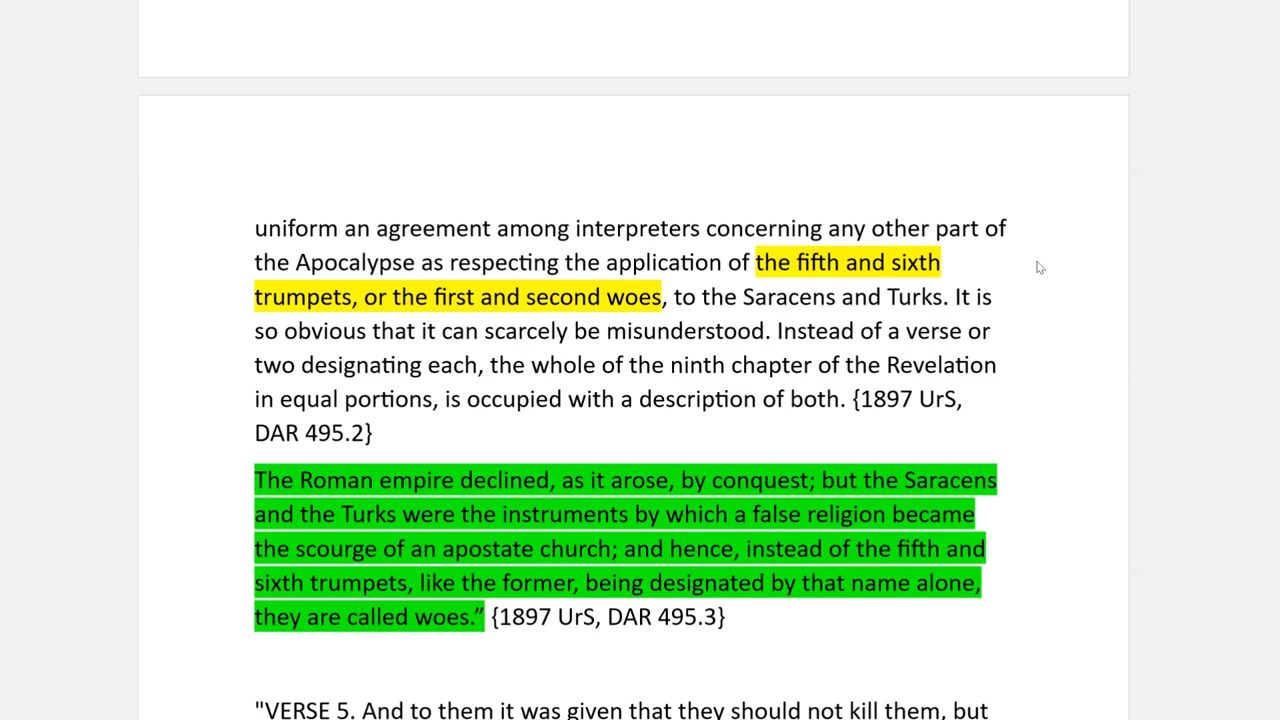 uniform an agreement among interpreters concerning any other part of
the Apocalypse as respecting the application of the fifth and sixth
trumpets, or the first and second woes, to the Saracens and Turks. It is
so obvious that it can scarcely be misunderstood. Instead of a verse or
two designating each, the whole of the ninth chapter of the Revelation
in equal portions, is occupied with a description of both. {1897 UrS,
DAR 495.2}
The Roman empire declined, as it arose, by conquest; but the Saracens
and the Turks were the instruments by which a false religion became
the scourge of an apostate church; and hence, instead of the fifth and
sixth trumpets, like the former, being designated by that name alone,
they are called woes.” {1897 UrS, DAR 495.3}
"VERSE 5. And to them it was given that they should not kill them, but